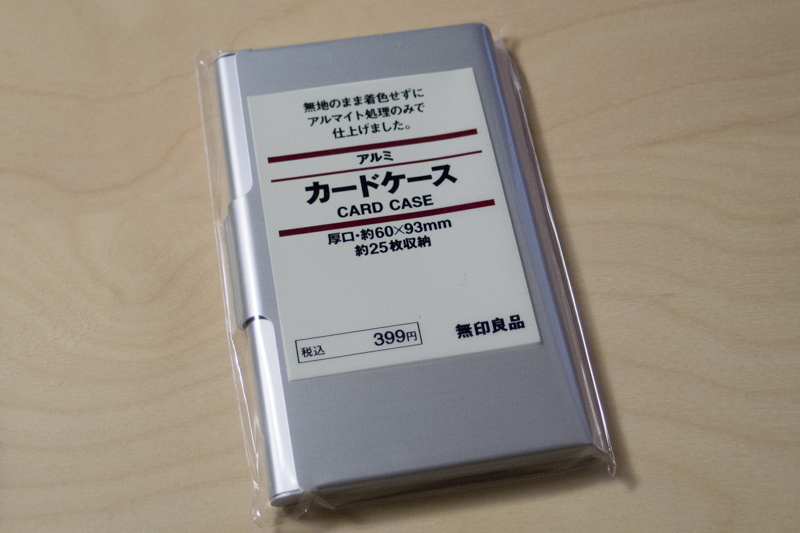 無地のまま着色せずに
アルマイト処理のみで
仕上げました。
アルミ
カードケース
CARD CASE
厚口・約60×93mm
約25枚収納
税込 399円
無印良品